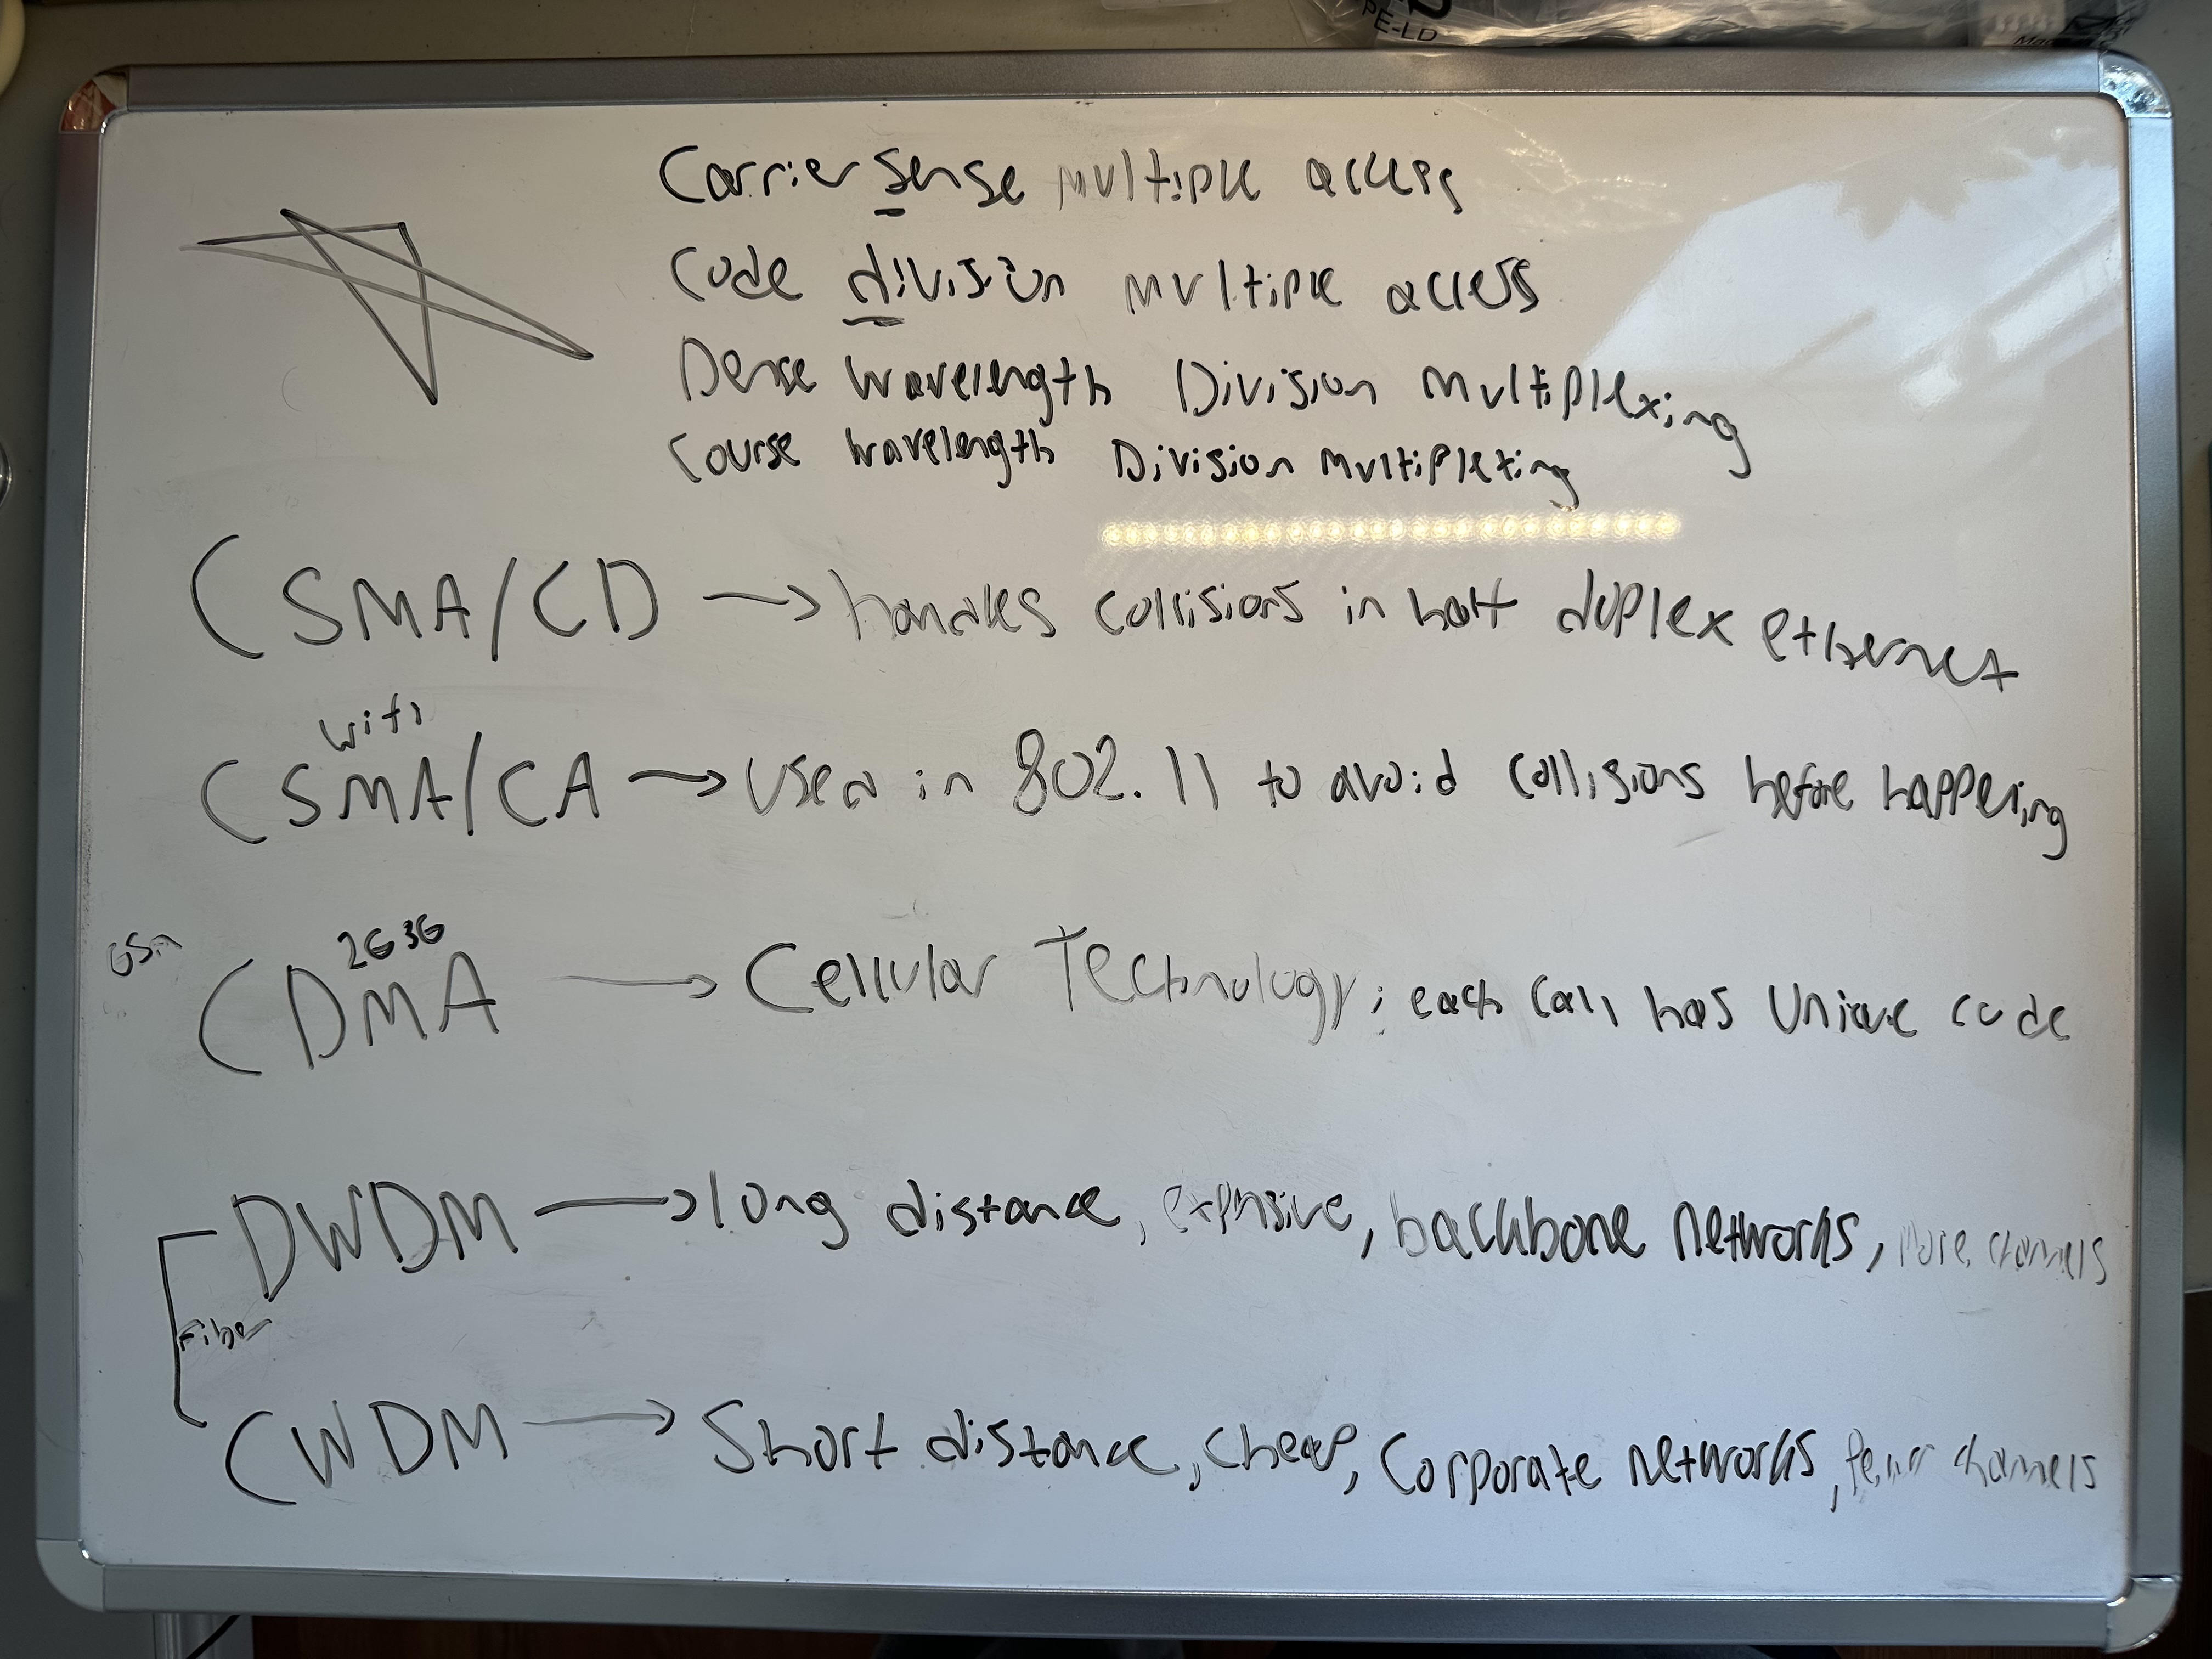 PE-LD
Carrier Sense Multiple access
Code division multiple access
Dense Wavelength Division Multiplexing
Course Wavelength Division Multiplexing
CSMA/CD → handles collisions in half duplex ethernet
wifi
CSMA/CA → used in 802.11 to avoid collisions before happening
GSM
2G 3G
CDMA → Cellular Technology; each call has Unique code
DWDM → long distance, expensive, backbone networks, more channels
Fiber
CWDM → Short distance, cheap, Corporate networks, fewer channels